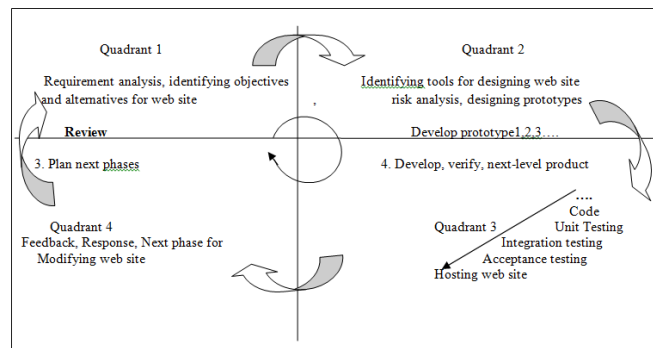 Quadrant 1
Quadrant 2
Requirement analysis, identifying objectives
and alternatives for web site
Identifying tools for designing web site
risk analysis, designing prototypes
,
Review
Develop prototype1,2,3….
3. Plan next phases
4. Develop, verify, next-level product
….
Code
Quadrant 4
Quadrant 3
Unit Testing
Feedback, Response, Next phase for
Modifying web site
Integration testing
Acceptance testing
Hosting web site